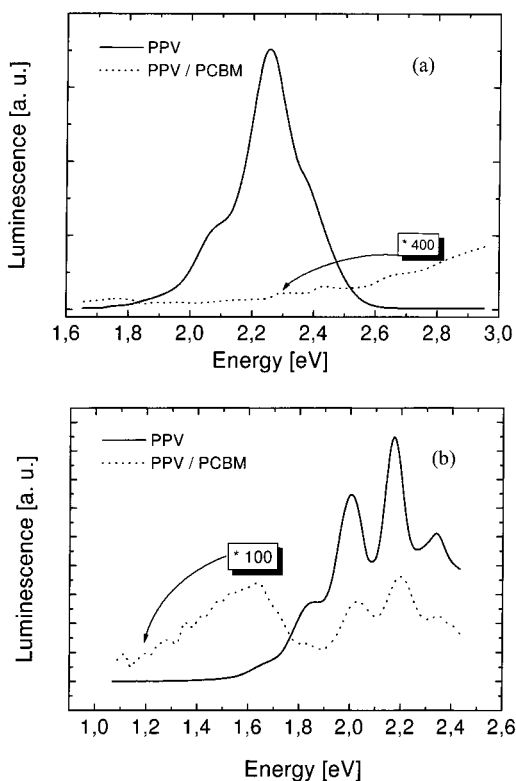 PPV
PPV / PCBM
(a)
* 400
Luminescence [a. u.]
1,6 1,8 2,0 2,2 2,4 2,6 2,8 3,0
Energy [eV]
PPV
PPV / PCBM
(b)
* 100
Luminescence [a. u.]
1,0 1,2 1,4 1,6 1,8 2,0 2,2 2,4 2,6
Energy [eV]